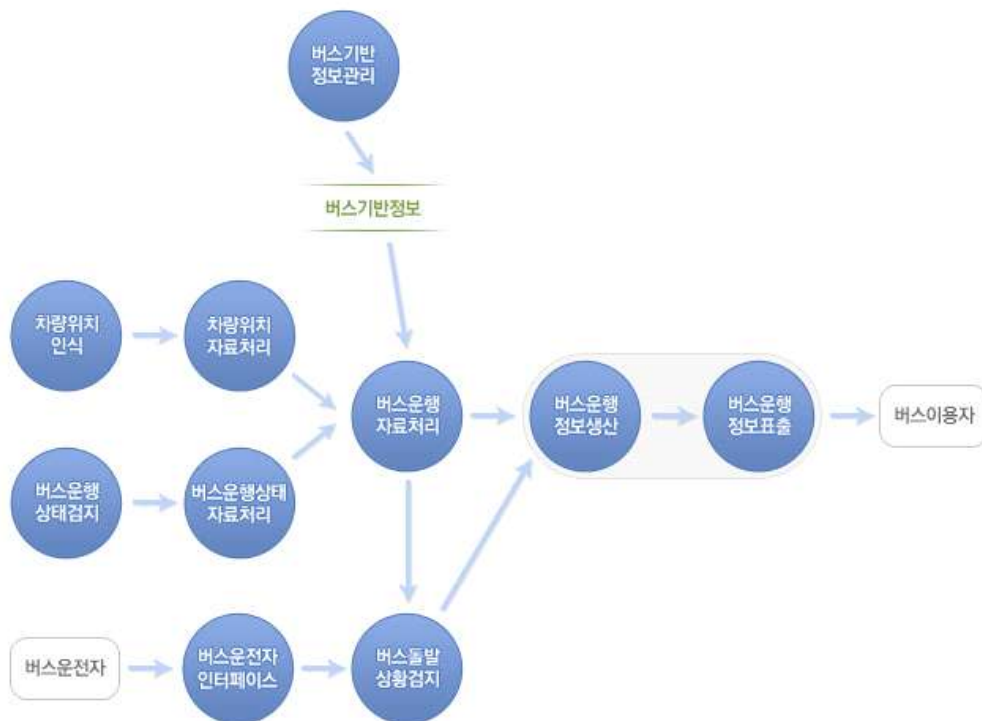 버스기반
정보관리
버스기반정보
차량위치
인식
차량위치
자료처리
버스운행
자료처리
버스운행
정보생산
버스운행
정보표출
버스이용자
버스운행
상태검지
버스운행상태
자료처리
버스운전자
버스운전자
인터페이스
버스돌발
상황검지